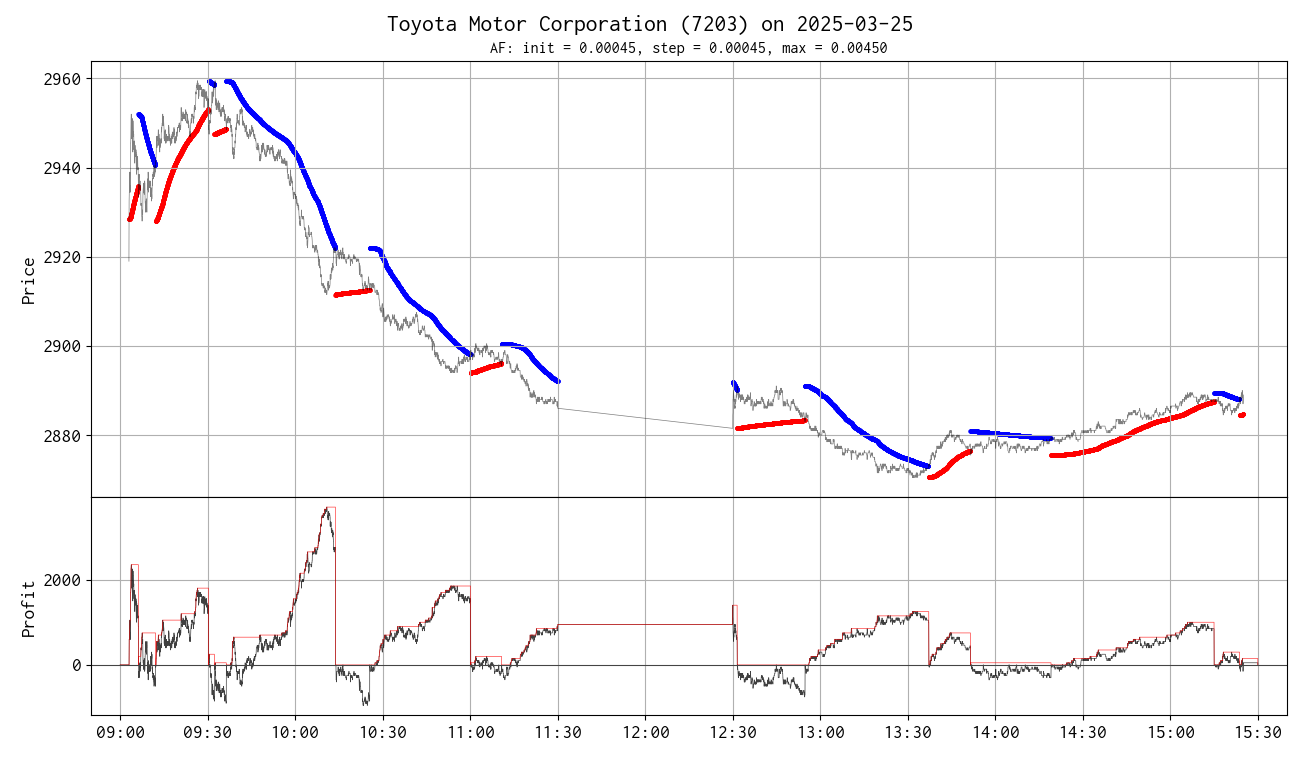 Toyota Motor Corporation (7203) on 2025-03-25
AF: init = 0.00045, step = 0.00045, max = 0.00450
2960
2940
2920
2900
2880
Price
2000
0
Profit
09:00 09:30 10:00 10:30 11:00 11:30 12:00 12:30 13:00 13:30 14:00 14:30 15:00 15:30